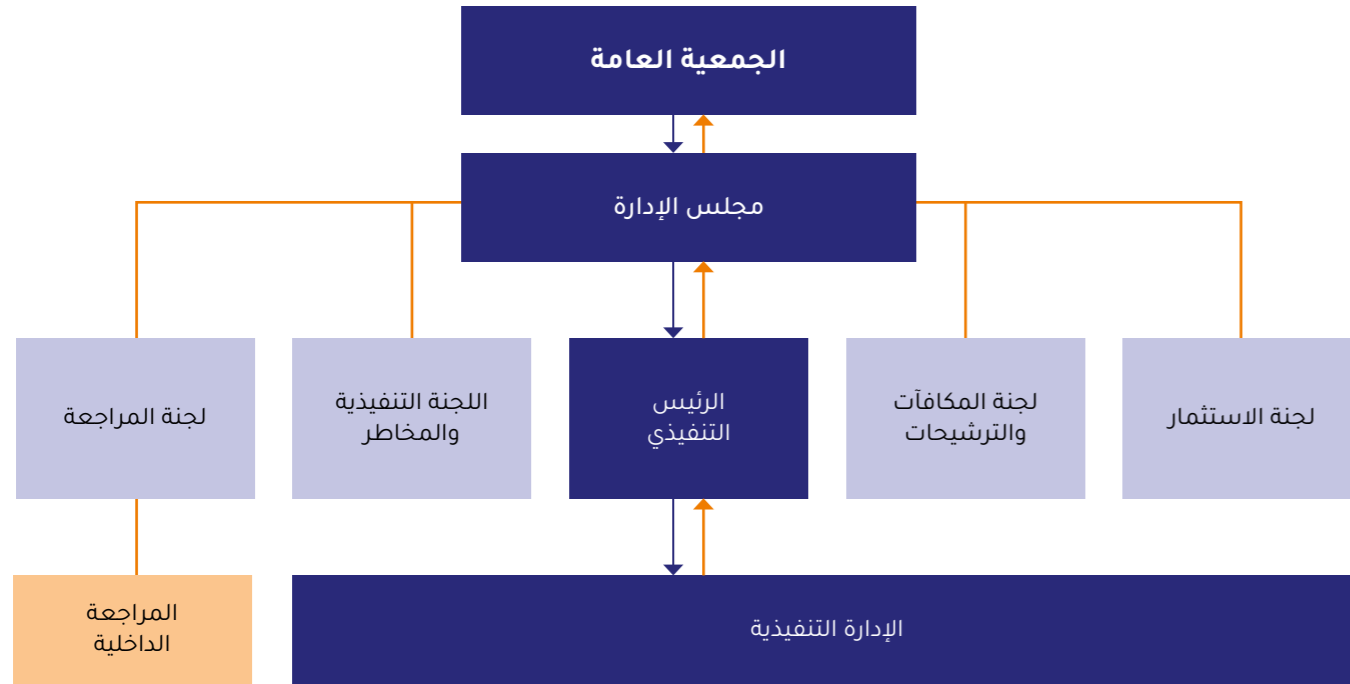 الجمعية العامة
مجلس الإدارة
لجنة الاستثمار
لجنة المكافآت
والترشيحات
الرئيس
التنفيذي
اللجنة التنفيذية
والمخاطر
لجنة المراجعة
الإدارة التنفيذية
المراجعة
الداخلية